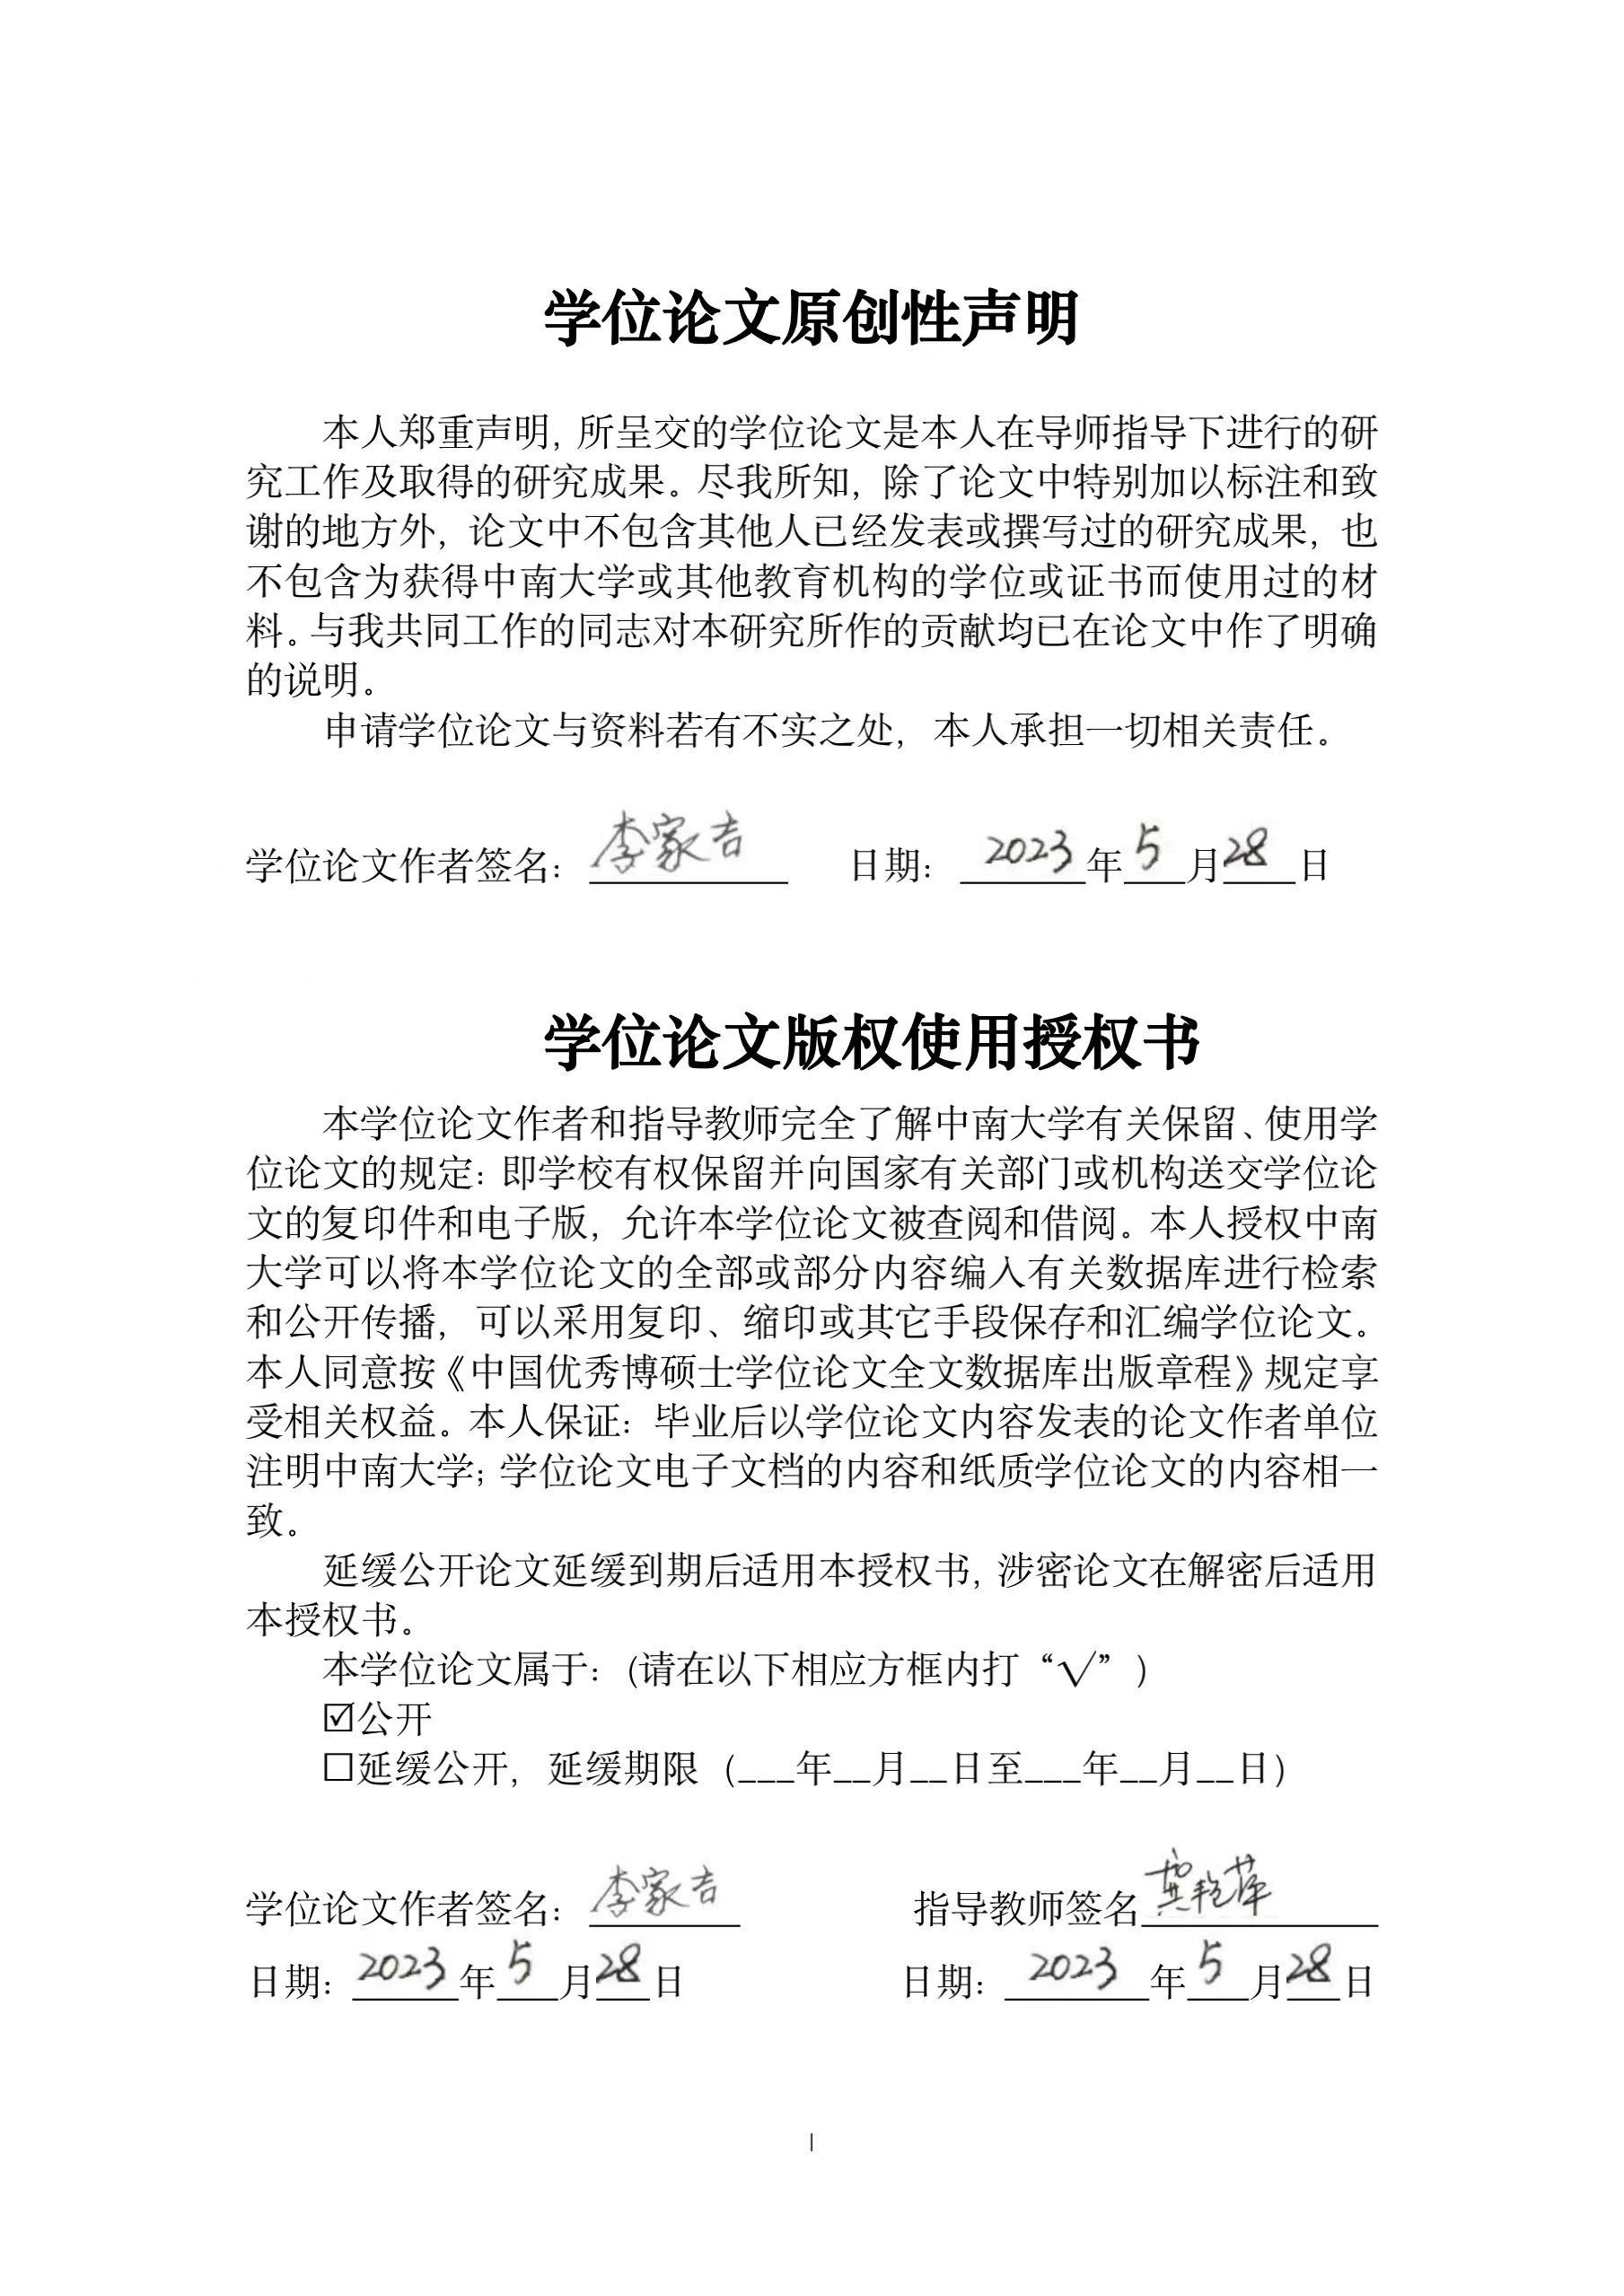 学位论文原创性声明
本人郑重声明，所呈交的学位论文是本人在导师指导下进行的研
究工作及取得的研究成果。尽我所知，除了论文中特别加以标注和致
谢的地方外，论文中不包含其他人已经发表或撰写过的研究成果，也
不包含为获得中南大学或其他教育机构的学位或证书而使用过的材
料。与我共同工作的同志对本研究所作的贡献均已在论文中作了明确
的说明。
申请学位论文与资料若有不实之处，本人承担一切相关责任。
学位论文作者签名：李家吉 日期：2023年5月28日
学位论文版权使用授权书
本学位论文作者和指导教师完全了解中南大学有关保留、使用学
位论文的规定：即学校有权保留并向国家有关部门或机构送交学位论
文的复印件和电子版，允许本学位论文被查阅和借阅。本人授权中南
大学可以将本学位论文的全部或部分内容编入有关数据库进行检索
和公开传播，可以采用复印、缩印或其它手段保存和汇编学位论文。
本人同意按《中国优秀博硕士学位论文全文数据库出版章程》规定享
受相关权益。本人保证：毕业后以学位论文内容发表的论文作者单位
注明中南大学；学位论文电子文档的内容和纸质学位论文的内容相一
致。
延缓公开论文延缓到期后适用本授权书，涉密论文在解密后适用
本授权书。
本学位论文属于：（请在以下相应方框内打“√”）
☑公开
☐延缓公开，延缓期限（___年__月__日至___年__月__日）
学位论文作者签名：李家吉 指导教师签名
日期：2023年5月28日 日期：2023年5月28日
I